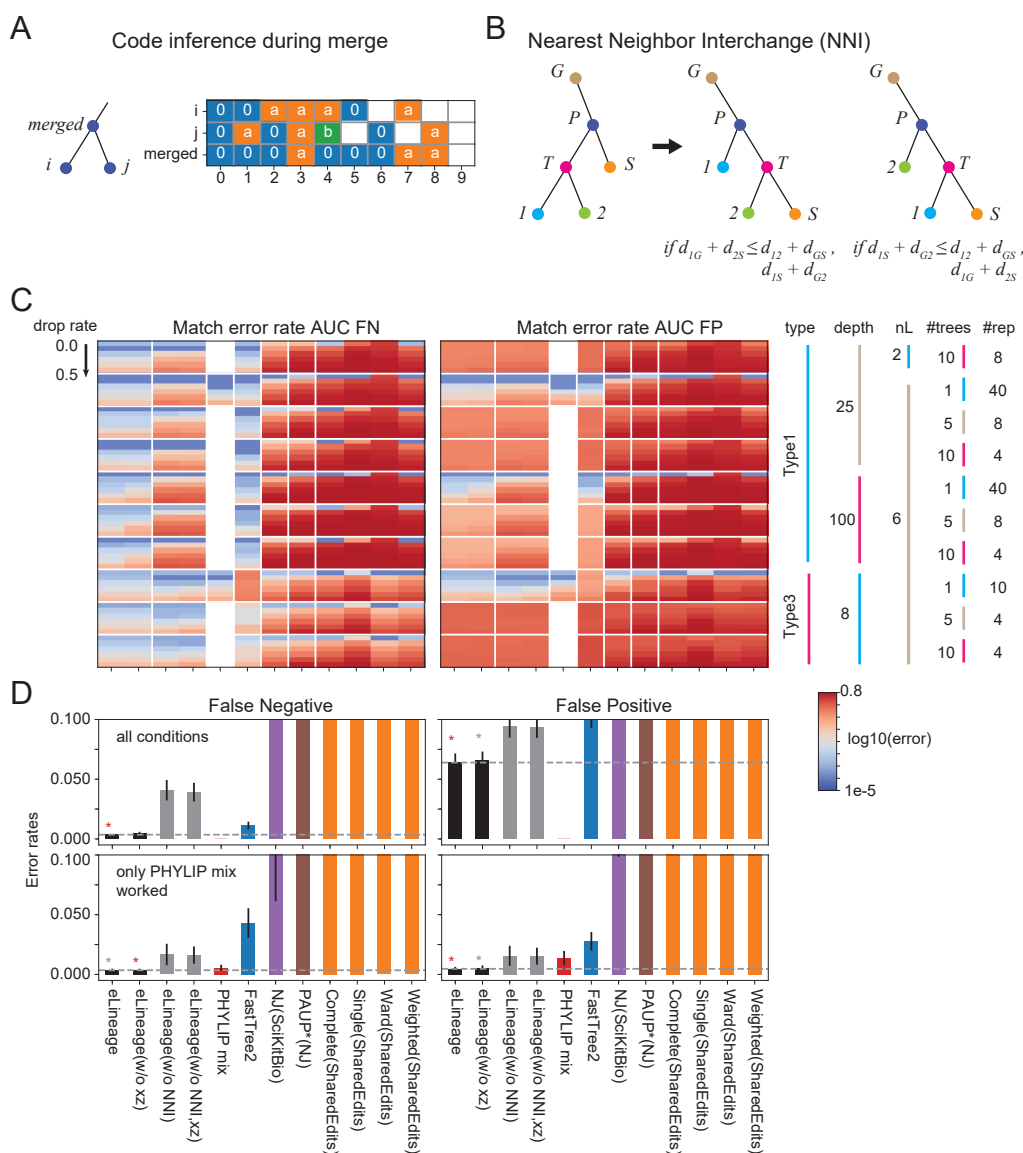 A
Code inference during merge
merged
i
j
i 0 0 a a a 0 a
j 0 a 0 a b 0 a
merged 0 0 0 a 0 0 0 a a
0 1 2 3 4 5 6 7 8 9
B
Nearest Neighbor Interchange (NNI)
G G G
P P P
T S 1 T 2 T
1 2 2 S 1 S
if d1G + d2S ≤ d12 + dGS ,
d1S + dG2
if d1S + dG2 ≤ d12 + dGS ,
d1G + d2S
C
drop rate
0.0
0.5
Match error rate AUC FN
Match error rate AUC FP
type depth nL #trees #rep
2 10 8
1 40
25
5 8
10 4
Type1
1 40
100 6 5 8
10 4
1 10
Type3 8 5 4
10 4
0.8
log10(error)
1e-5
D
False Negative
False Positive
Error rates
0.100
0.050
0.000
all conditions
*
* *
0.100
0.050
0.000
only PHYLIP mix
worked
* *
* *
eLineage
eLineage(w/o xz)
eLineage(w/o NNI)
eLineage(w/o NNI,xz)
PHYLIP mix
FastTree2
NJ(SciKitBio)
PAUP*(NJ)
Complete(SharedEdits)
Single(SharedEdits)
Ward(SharedEdits)
Weighted(SharedEdits)
eLineage
eLineage(w/o xz)
eLineage(w/o NNI)
eLineage(w/o NNI,xz)
PHYLIP mix
FastTree2
NJ(SciKitBio)
PAUP*(NJ)
Complete(SharedEdits)
Single(SharedEdits)
Ward(SharedEdits)
Weighted(SharedEdits)